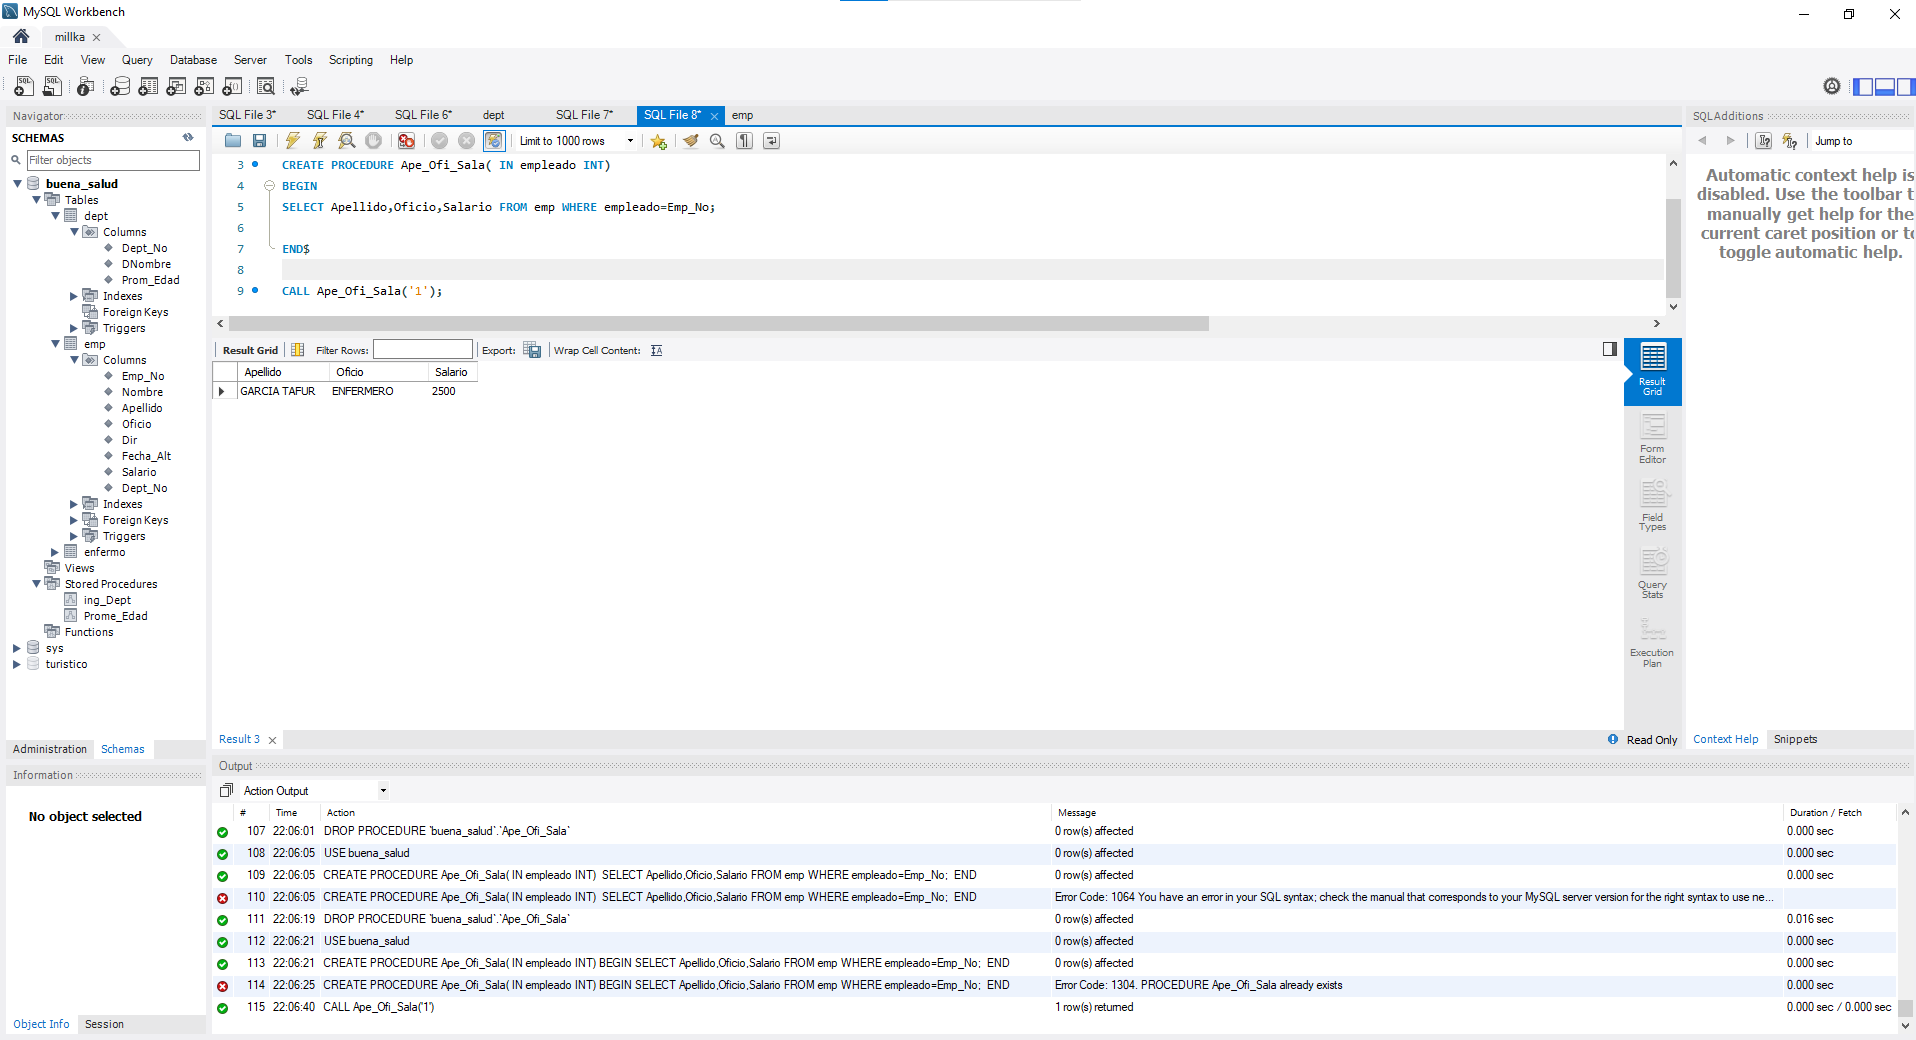 MySQL Workbench
millka
File Edit View Query Database Server Tools Scripting Help
Navigator
SCHEMAS
Filter objects
buena_salud
Tables
dept
Columns
Dept_No
DNombre
Prom_Edad
Indexes
Foreign Keys
Triggers
emp
Columns
Emp_No
Nombre
Apellido
Oficio
Dir
Fecha_Alt
Salario
Dept_No
Indexes
Foreign Keys
Triggers
enfermo
Views
Stored Procedures
ing_Dept
Prome_Edad
Functions
sys
turistico
Administration Schemas
Information
No object selected
Object Info Session
SQL File 3* SQL File 4* SQL File 6* dept SQL File 7* SQL File 8* emp
Limit to 1000 rows
3 CREATE PROCEDURE Ape_Ofi_Sala( IN empleado INT)
4 BEGIN
5 SELECT Apellido,Oficio,Salario FROM emp WHERE empleado=Emp_No;
6
7 END$
8
9 CALL Ape_Ofi_Sala('1');
Result Grid Filter Rows: Export: Wrap Cell Content:
Apellido Oficio Salario
GARCIA TAFUR ENFERMERO 2500
Result
Grid
Form
Editor
Field
Types
Query
Stats
Execution
Plan
Result 3
Read Only
SQLAdditions
Jump to
Automatic context help is
disabled. Use the toolbar t
manually get help for the
current caret position or to
toggle automatic help.
Context Help Snippets
Output
Action Output
# Time Action Message Duration / Fetch
107 22:06:01 DROP PROCEDURE `buena_salud`.`Ape_Ofi_Sala` 0 row(s) affected 0.000 sec
108 22:06:05 USE buena_salud 0 row(s) affected 0.000 sec
109 22:06:05 CREATE PROCEDURE Ape_Ofi_Sala( IN empleado INT) SELECT Apellido,Oficio,Salario FROM emp WHERE empleado=Emp_No; END 0 row(s) affected 0.000 sec
110 22:06:05 CREATE PROCEDURE Ape_Ofi_Sala( IN empleado INT) SELECT Apellido,Oficio,Salario FROM emp WHERE empleado=Emp_No; END Error Code: 1064 You have an error in your SQL syntax; check the manual that corresponds to your MySQL server version for the right syntax to use ne...
111 22:06:19 DROP PROCEDURE `buena_salud`.`Ape_Ofi_Sala` 0 row(s) affected 0.016 sec
112 22:06:21 USE buena_salud 0 row(s) affected 0.000 sec
113 22:06:21 CREATE PROCEDURE Ape_Ofi_Sala( IN empleado INT) BEGIN SELECT Apellido,Oficio,Salario FROM emp WHERE empleado=Emp_No; END 0 row(s) affected 0.000 sec
114 22:06:25 CREATE PROCEDURE Ape_Ofi_Sala( IN empleado INT) BEGIN SELECT Apellido,Oficio,Salario FROM emp WHERE empleado=Emp_No; END Error Code: 1304. PROCEDURE Ape_Ofi_Sala already exists 0.000 sec
115 22:06:40 CALL Ape_Ofi_Sala('1') 1 row(s) returned 0.000 sec / 0.000 sec